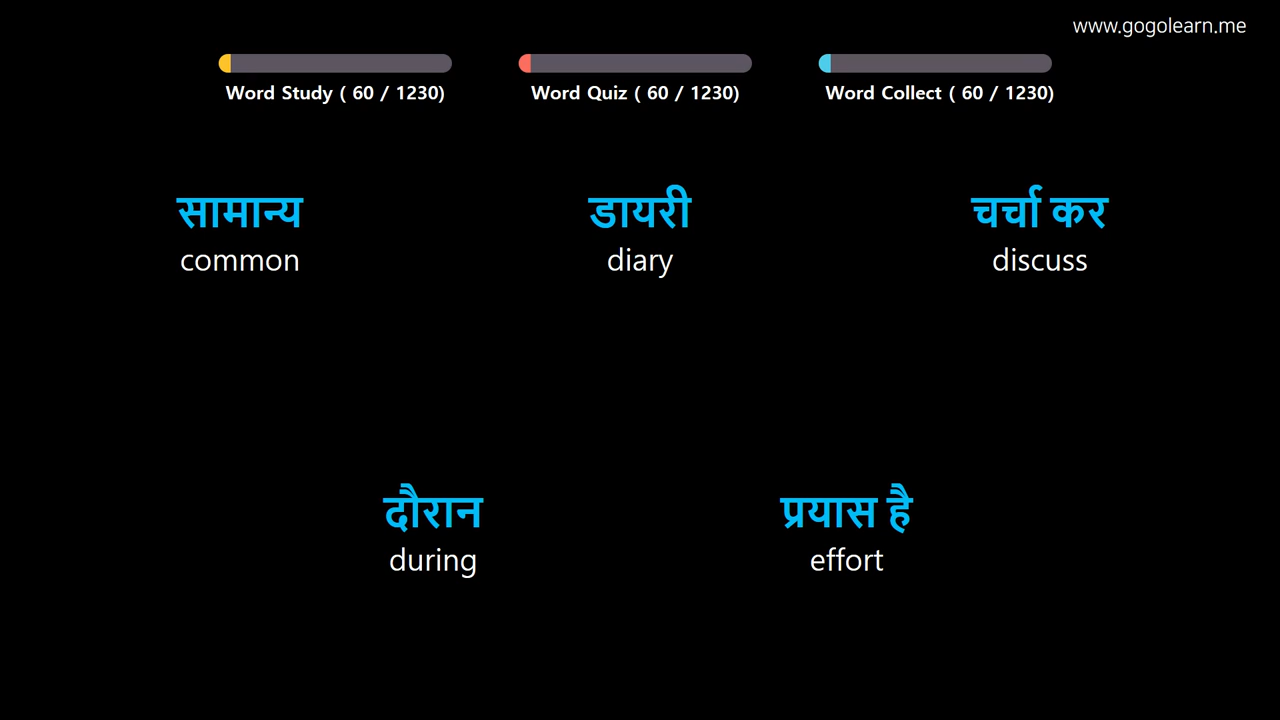 www.gogolearn.me
Word Study ( 60 / 1230)
Word Quiz ( 60 / 1230)
Word Collect ( 60 / 1230)
सामान्य
common
डायरी
diary
चर्चा कर
discuss
दौरान
during
प्रयास है
effort